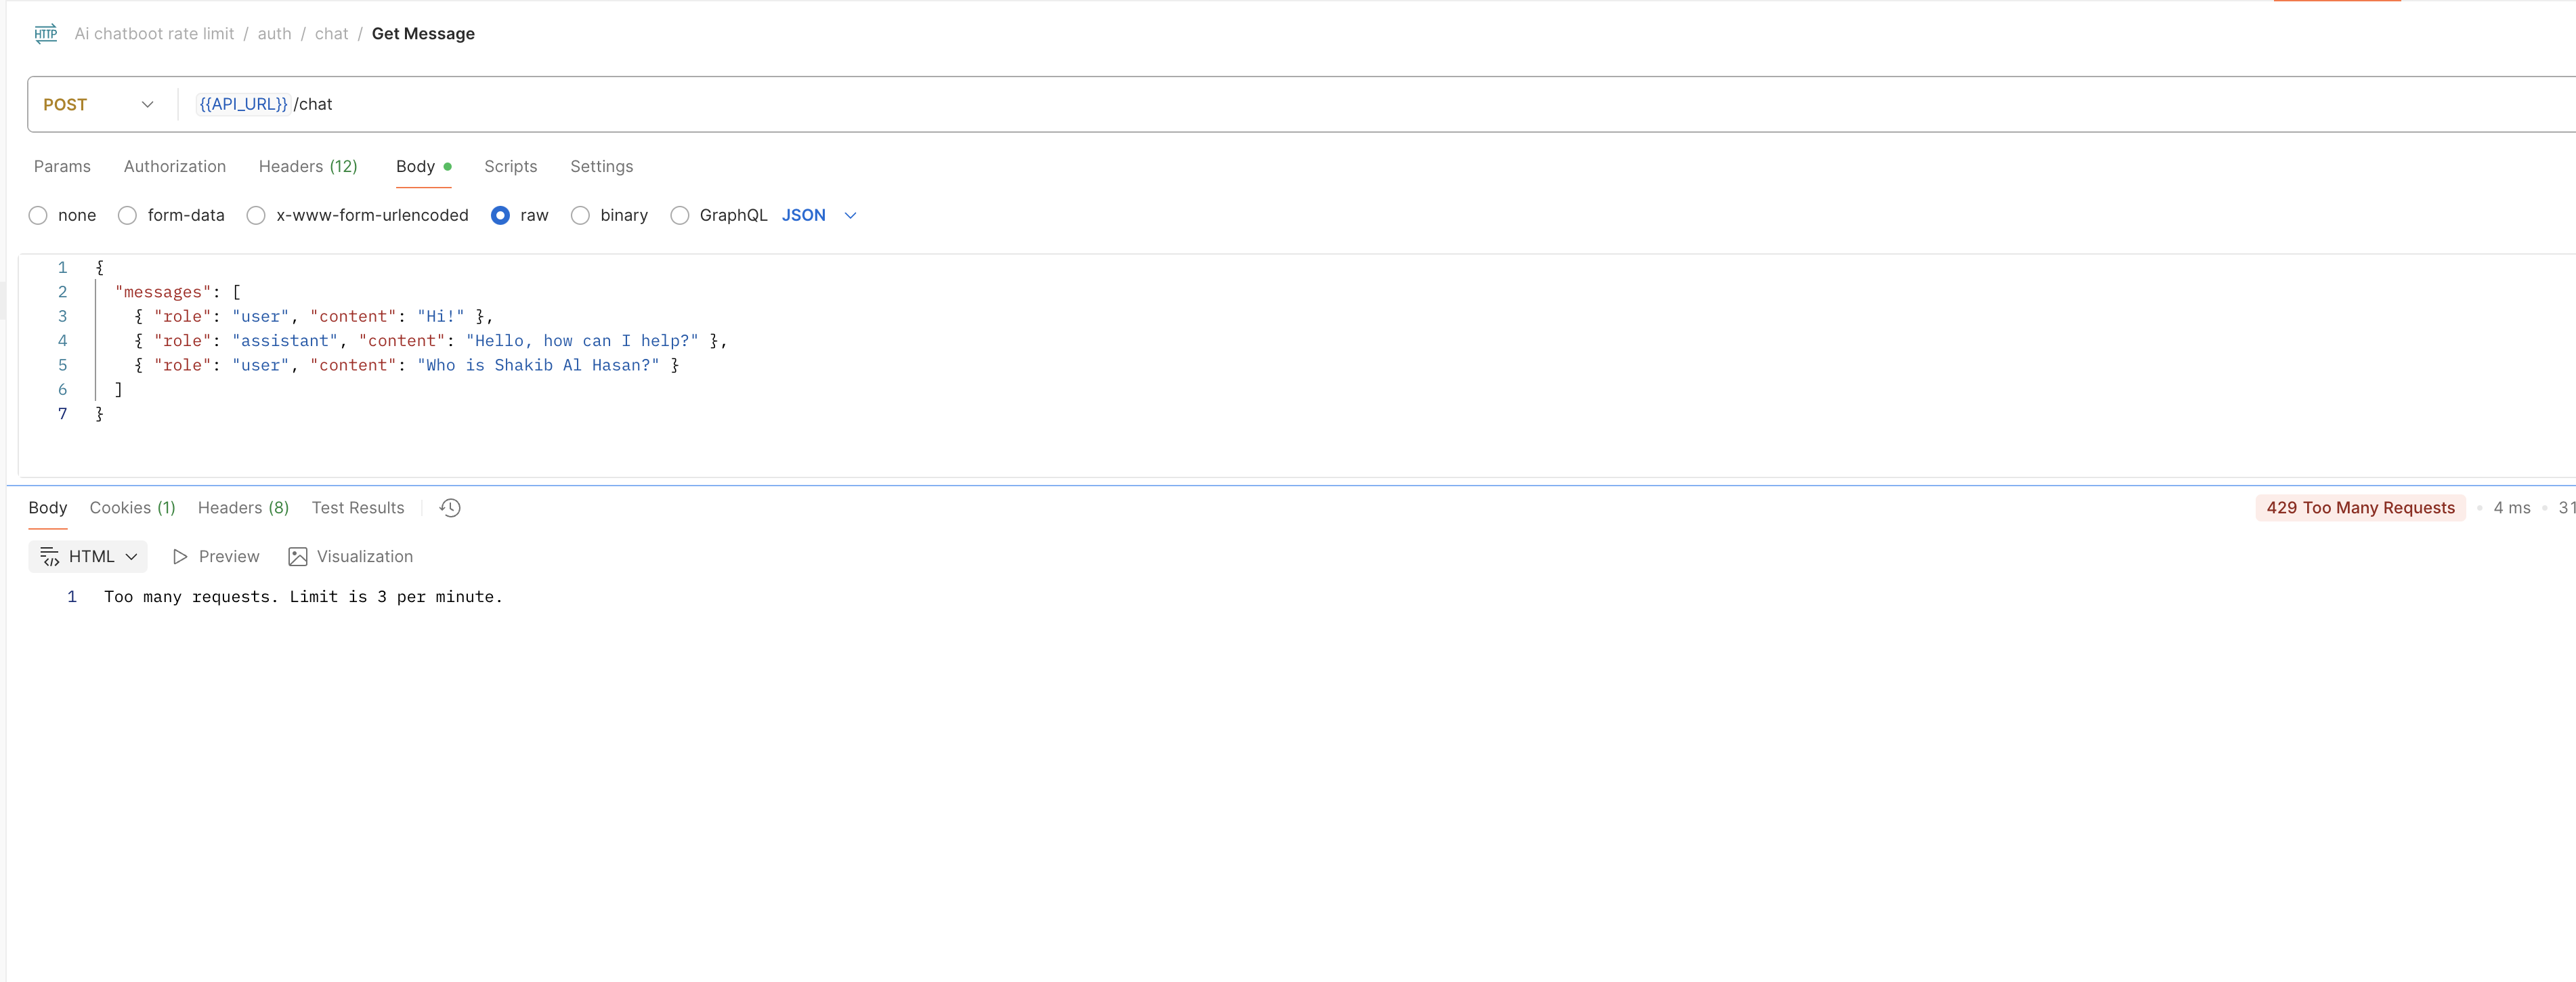 HTTP Ai chatboot rate limit / auth / chat / Get Message
POST {{API_URL}}/chat
Params Authorization Headers (12) Body Scripts Settings
none form-data x-www-form-urlencoded raw binary GraphQL JSON
1 {
2 "messages": [
3 { "role": "user", "content": "Hi!" },
4 { "role": "assistant", "content": "Hello, how can I help?" },
5 { "role": "user", "content": "Who is Shakib Al Hasan?" }
6 ]
7 }
Body Cookies (1) Headers (8) Test Results 429 Too Many Requests • 4 ms • 31
HTML Preview Visualization
1 Too many requests. Limit is 3 per minute.